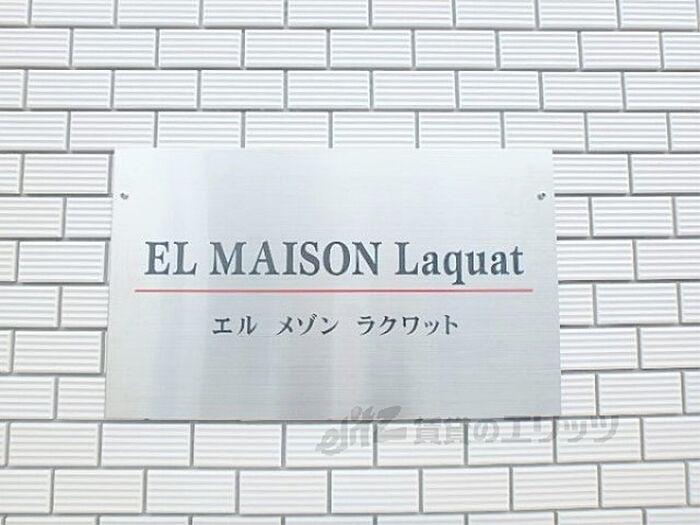 EL MAISON Laquat
エル メゾン ラクワット
elitz 賃貸のエリッツ